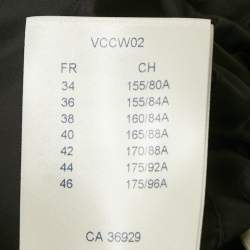 VCCW02
FR CH
34 155/80A
36 155/84A
38 160/84A
40 165/88A
42 170/88A
44 175/92A
46 175/96A
CA 36929